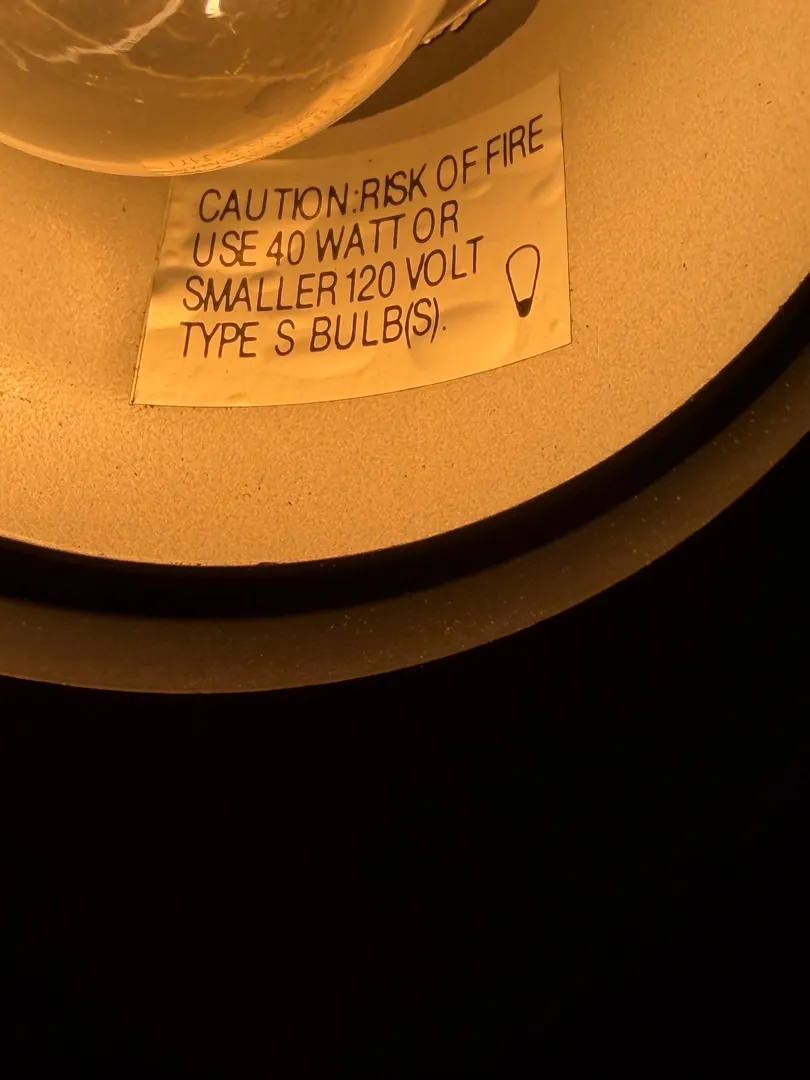 CAUTION:RISK OF FIRE
USE 40 WATT OR
SMALLER 120 VOLT
TYPE S BULB(S).